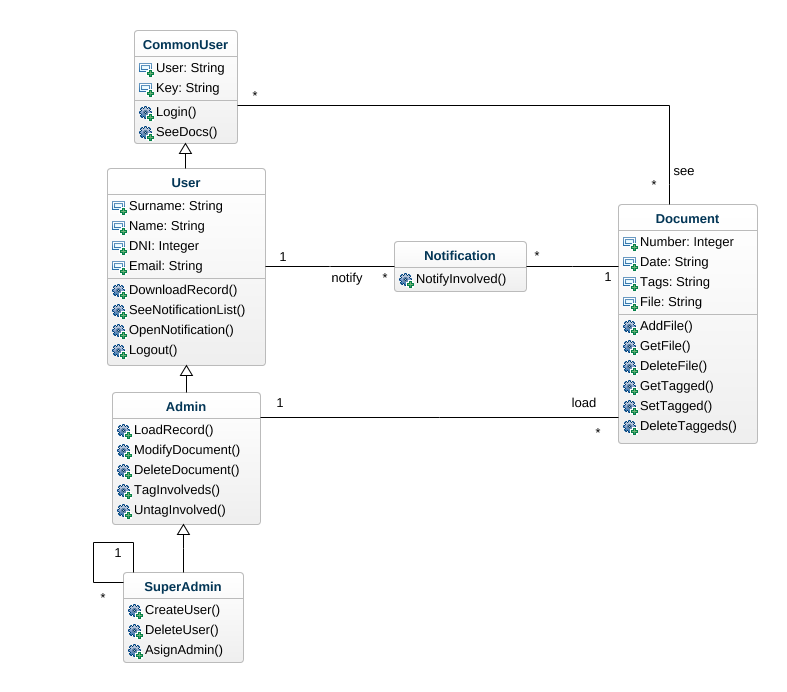 CommonUser
User: String
Key: String
Login()
SeeDocs()
*
*
see
User
Surname: String
Name: String
DNI: Integer
Email: String
DownloadRecord()
SeeNotificationList()
OpenNotification()
Logout()
1
notify
*
Notification
NotifyInvolved()
*
1
Document
Number: Integer
Date: String
Tags: String
File: String
AddFile()
GetFile()
DeleteFile()
GetTagged()
SetTagged()
DeleteTaggeds()
Admin
LoadRecord()
ModifyDocument()
DeleteDocument()
TagInvolveds()
UntagInvolved()
1
load
*
1
*
SuperAdmin
CreateUser()
DeleteUser()
AsignAdmin()